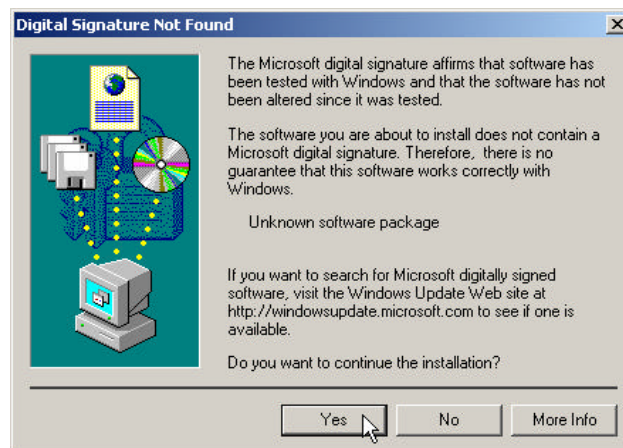 Digital Signature Not Found
The Microsoft digital signature affirms that software has
been tested with Windows and that the software has not
been altered since it was tested.
The software you are about to install does not contain a
Microsoft digital signature. Therefore, there is no
guarantee that this software works correctly with
Windows.
Unknown software package
If you want to search for Microsoft digitally signed
software, visit the Windows Update Web site at
http://windowsupdate.microsoft.com to see if one is
available.
Do you want to continue the installation?
Yes
No
More Info